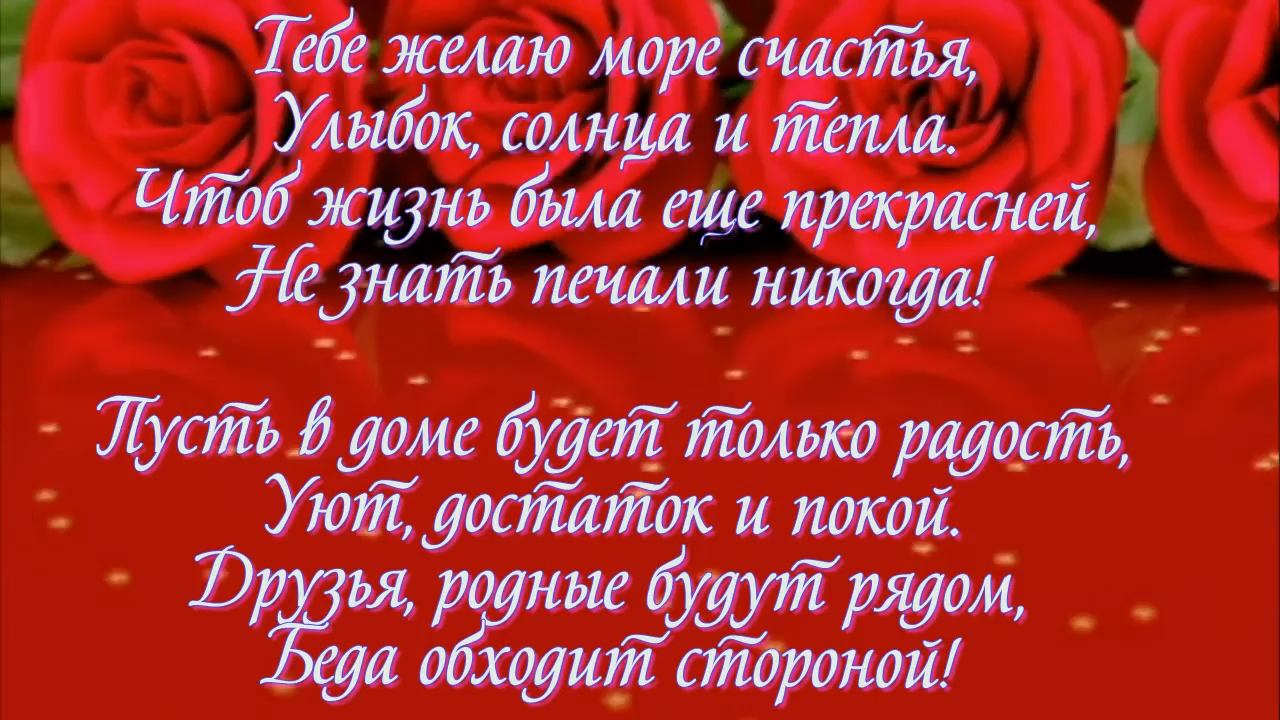 Тебе желаю море счастья,
Улыбок, солнца и тепла.
Чтоб жизнь была еще прекрасней,
Не знать печали никогда!
Пусть в доме будет только радость,
Уют, достаток и покой.
Друзья, родные будут рядом,
Беда обходит стороной!